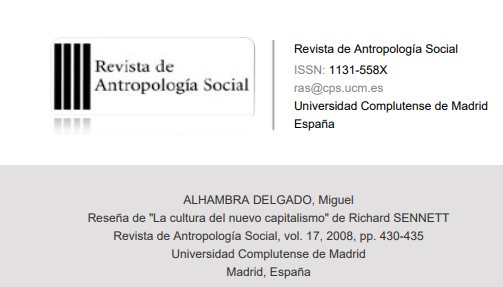 Revista de
Antropología Social
Revista de Antropología Social
ISSN: 1131-558X
ras@cps.ucm.es
Universidad Complutense de Madrid
España
ALHAMBRA DELGADO, Miguel
Reseña de "La cultura del nuevo capitalismo" de Richard SENNETT
Revista de Antropología Social, vol. 17, 2008, pp. 430-435
Universidad Complutense de Madrid
Madrid, España